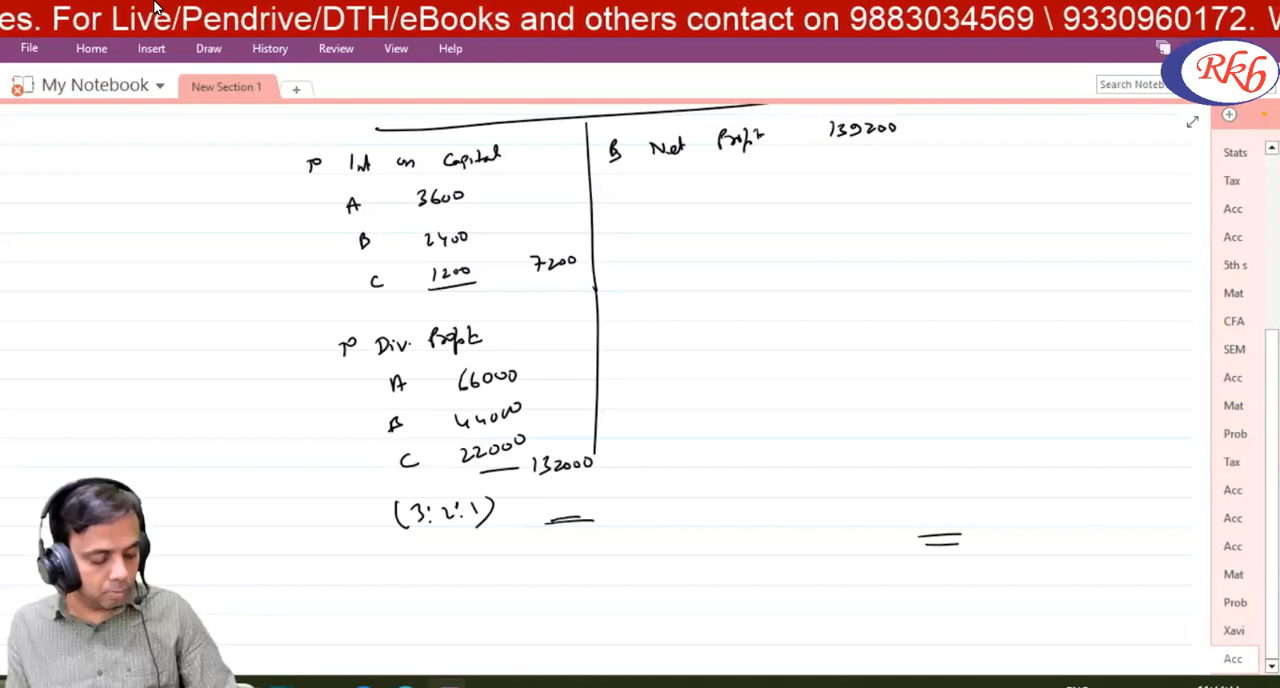 es. For Live/Pendrive/DTH/eBooks and others contact on 9883034569 \ 9330960172. W
File Home Insert Draw History Review View Help
Rkb
My Notebook New Section 1 + Search Noteb
B Net Profit 139200
To Int on Capital
A 3600
B 2400
C 1200 7200
To Div. Profit
A 66000
B 44000
C 22000 132000
(3:2:1)
Stats
Tax
Acc
Acc
5th s
Mat
CFA
SEM
Acc
Mat
Prob
Tax
Acc
Acc
Acc
Mat
Prob
Xavi
Acc